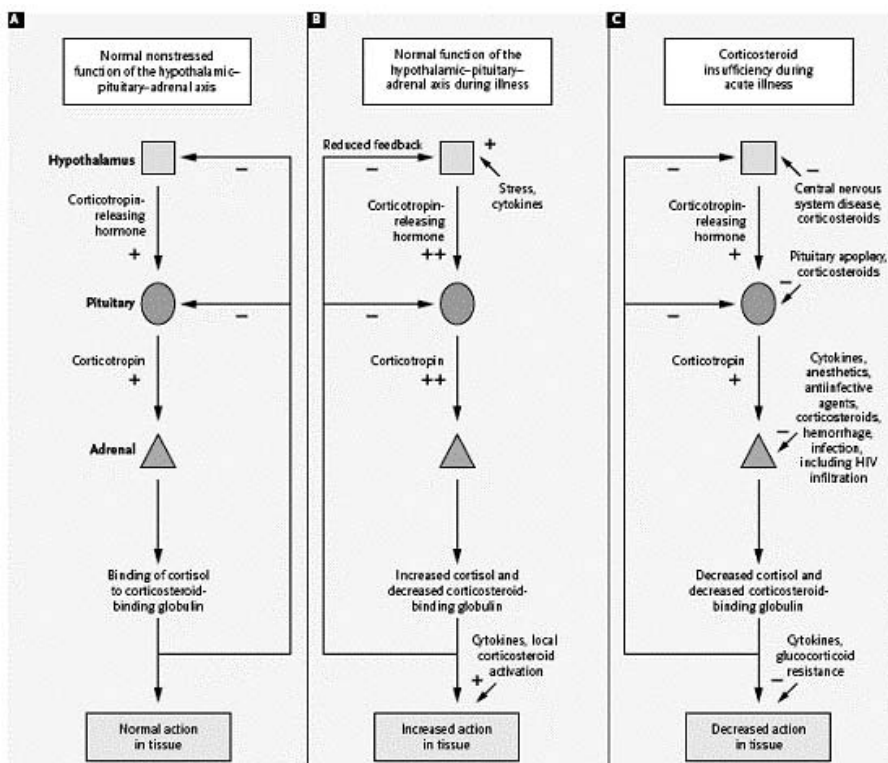 A
Normal nonstressed
function of the hypothalamic–
pituitary–adrenal axis
Hypothalamus
−
Corticotropin-
releasing
hormone
+
Pituitary
−
Corticotropin
+
Adrenal
Binding of cortisol
to corticosteroid-
binding globulin
Normal action
in tissue
B
Normal function of the
hypothalamic–pituitary–
adrenal axis during illness
Reduced feedback
−
+
Stress,
cytokines
Corticotropin-
releasing
hormone
++
−
Corticotropin
++
Increased cortisol and
decreased corticosteroid-
binding globulin
Cytokines, local
corticosteroid
activation
+
Increased action
in tissue
C
Corticosteroid
insufficiency during
acute illness
−
−
Central nervous
system disease,
corticosteroids
Corticotropin-
releasing
hormone
+
Pituitary apoplexy,
corticosteroids
−
−
Corticotropin
+
Cytokines,
anesthetics,
antiinfective
agents,
corticosteroids,
hemorrhage,
infection,
including HIV
infiltration
−
Decreased cortisol and
decreased corticosteroid-
binding globulin
Cytokines,
glucocorticoid
resistance
−
Decreased action
in tissue